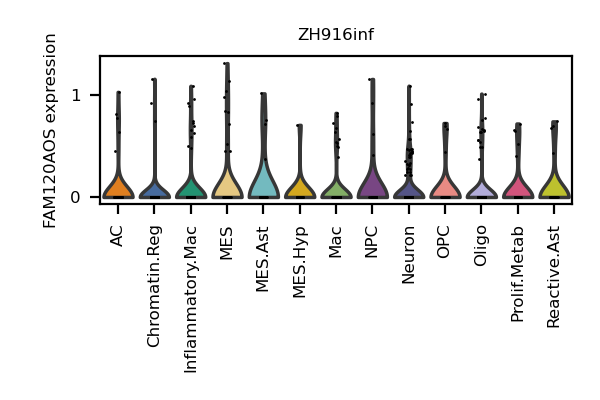 ZH916inf
FAM120AOS expression
1
0
AC
Chromatin.Reg
Inflammatory.Mac
MES
MES.Ast
MES.Hyp
Mac
NPC
Neuron
OPC
Oligo
Prolif.Metab
Reactive.Ast